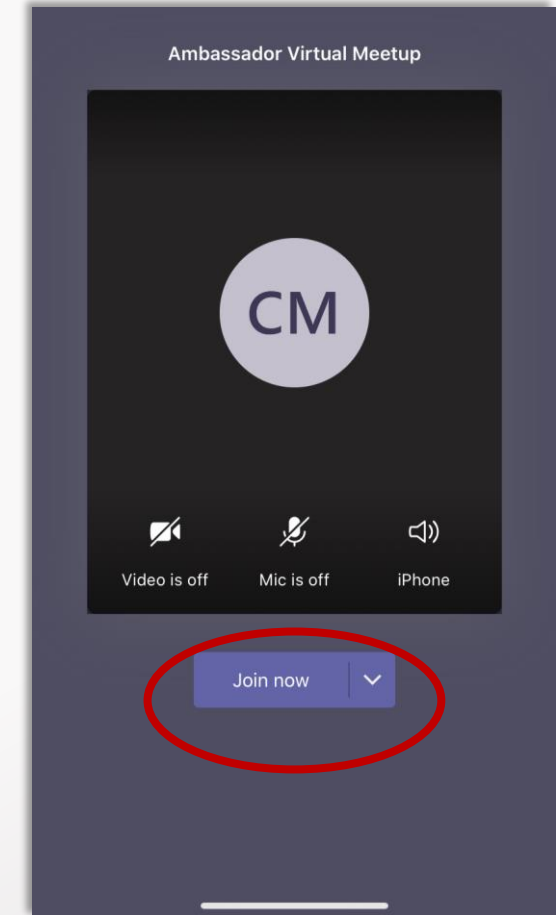 Ambassador Virtual Meetup
CM
Video is off Mic is off iPhone
Join now